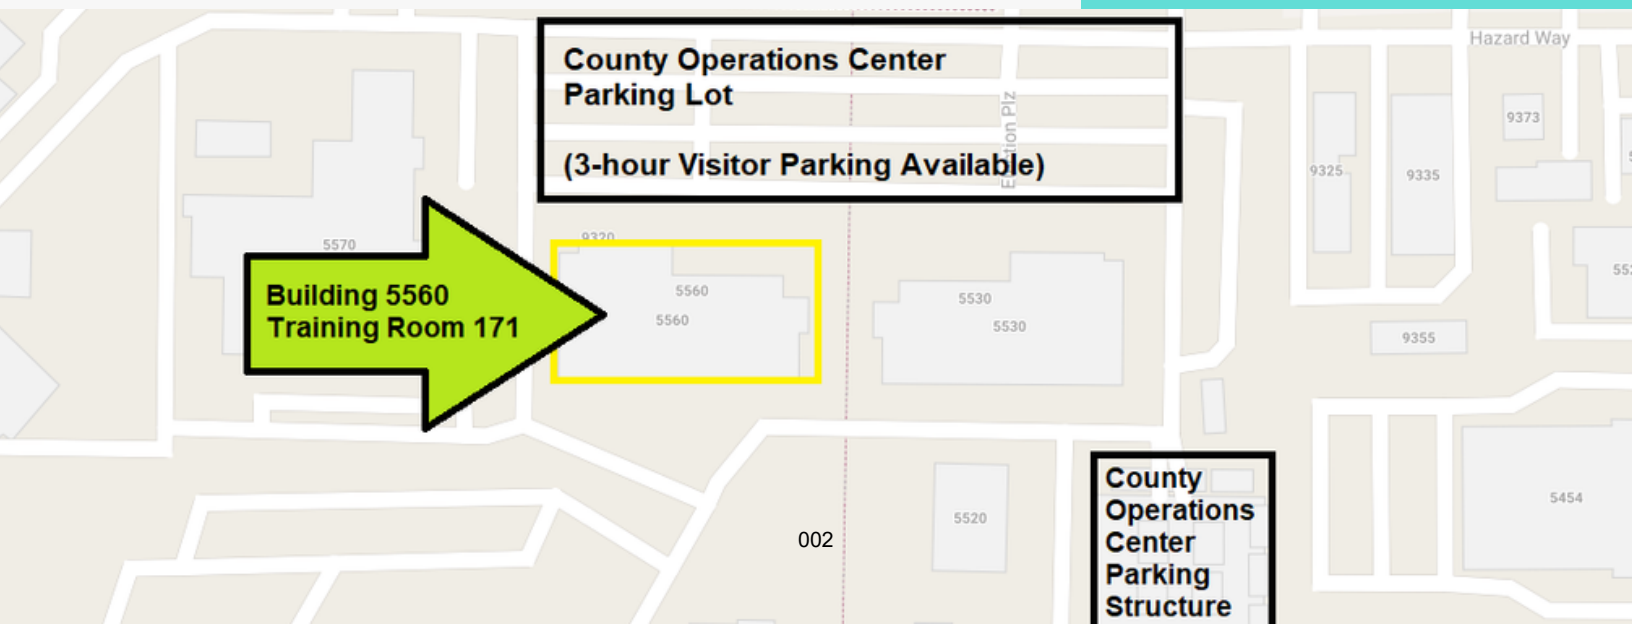 Hazard Way
County Operations Center
Parking Lot
(3-hour Visitor Parking Available)
9373
9325
9335
5570
9320
Building 5560
Training Room 171
5560
5560
5530
5530
9355
County
Operations
Center
Parking
Structure
5454
5520
002